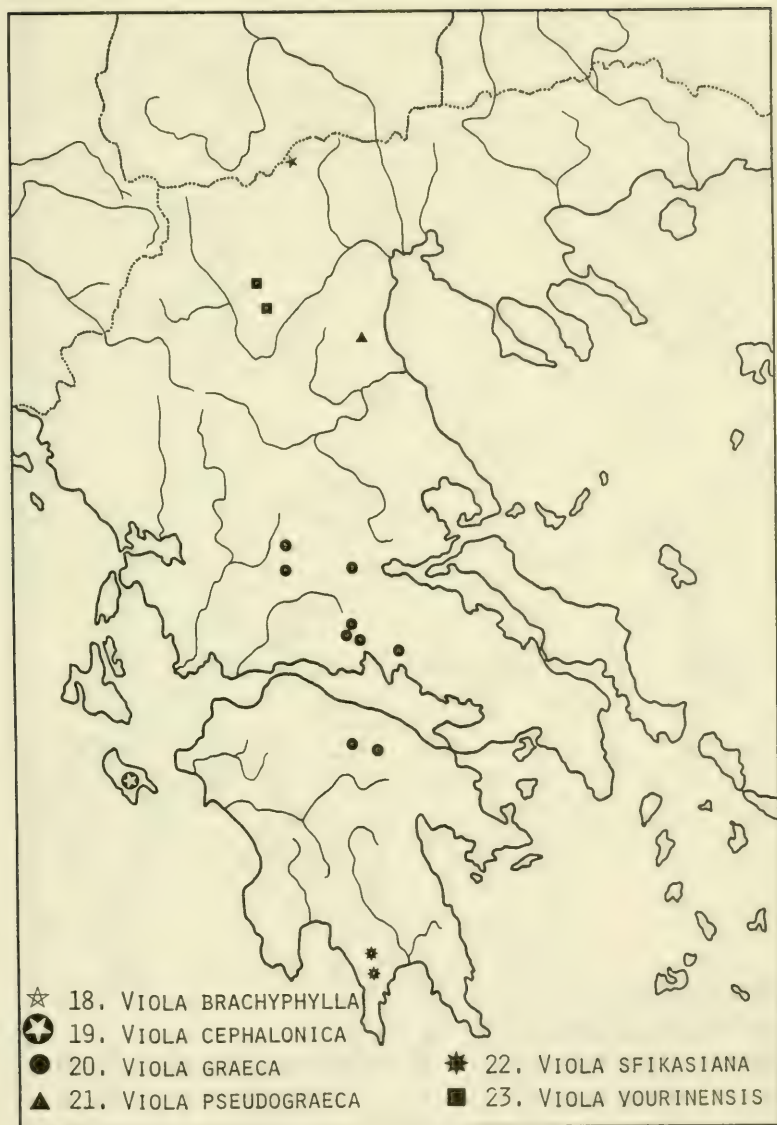 18. VIOLA BRACHYPHYLLA
19. VIOLA CEPHALONICA
20. VIOLA GRAECA
21. VIOLA PSEUDOGRAECA
22. VIOLA SFIKASIANA
23. VIOLA VOURINENSIS